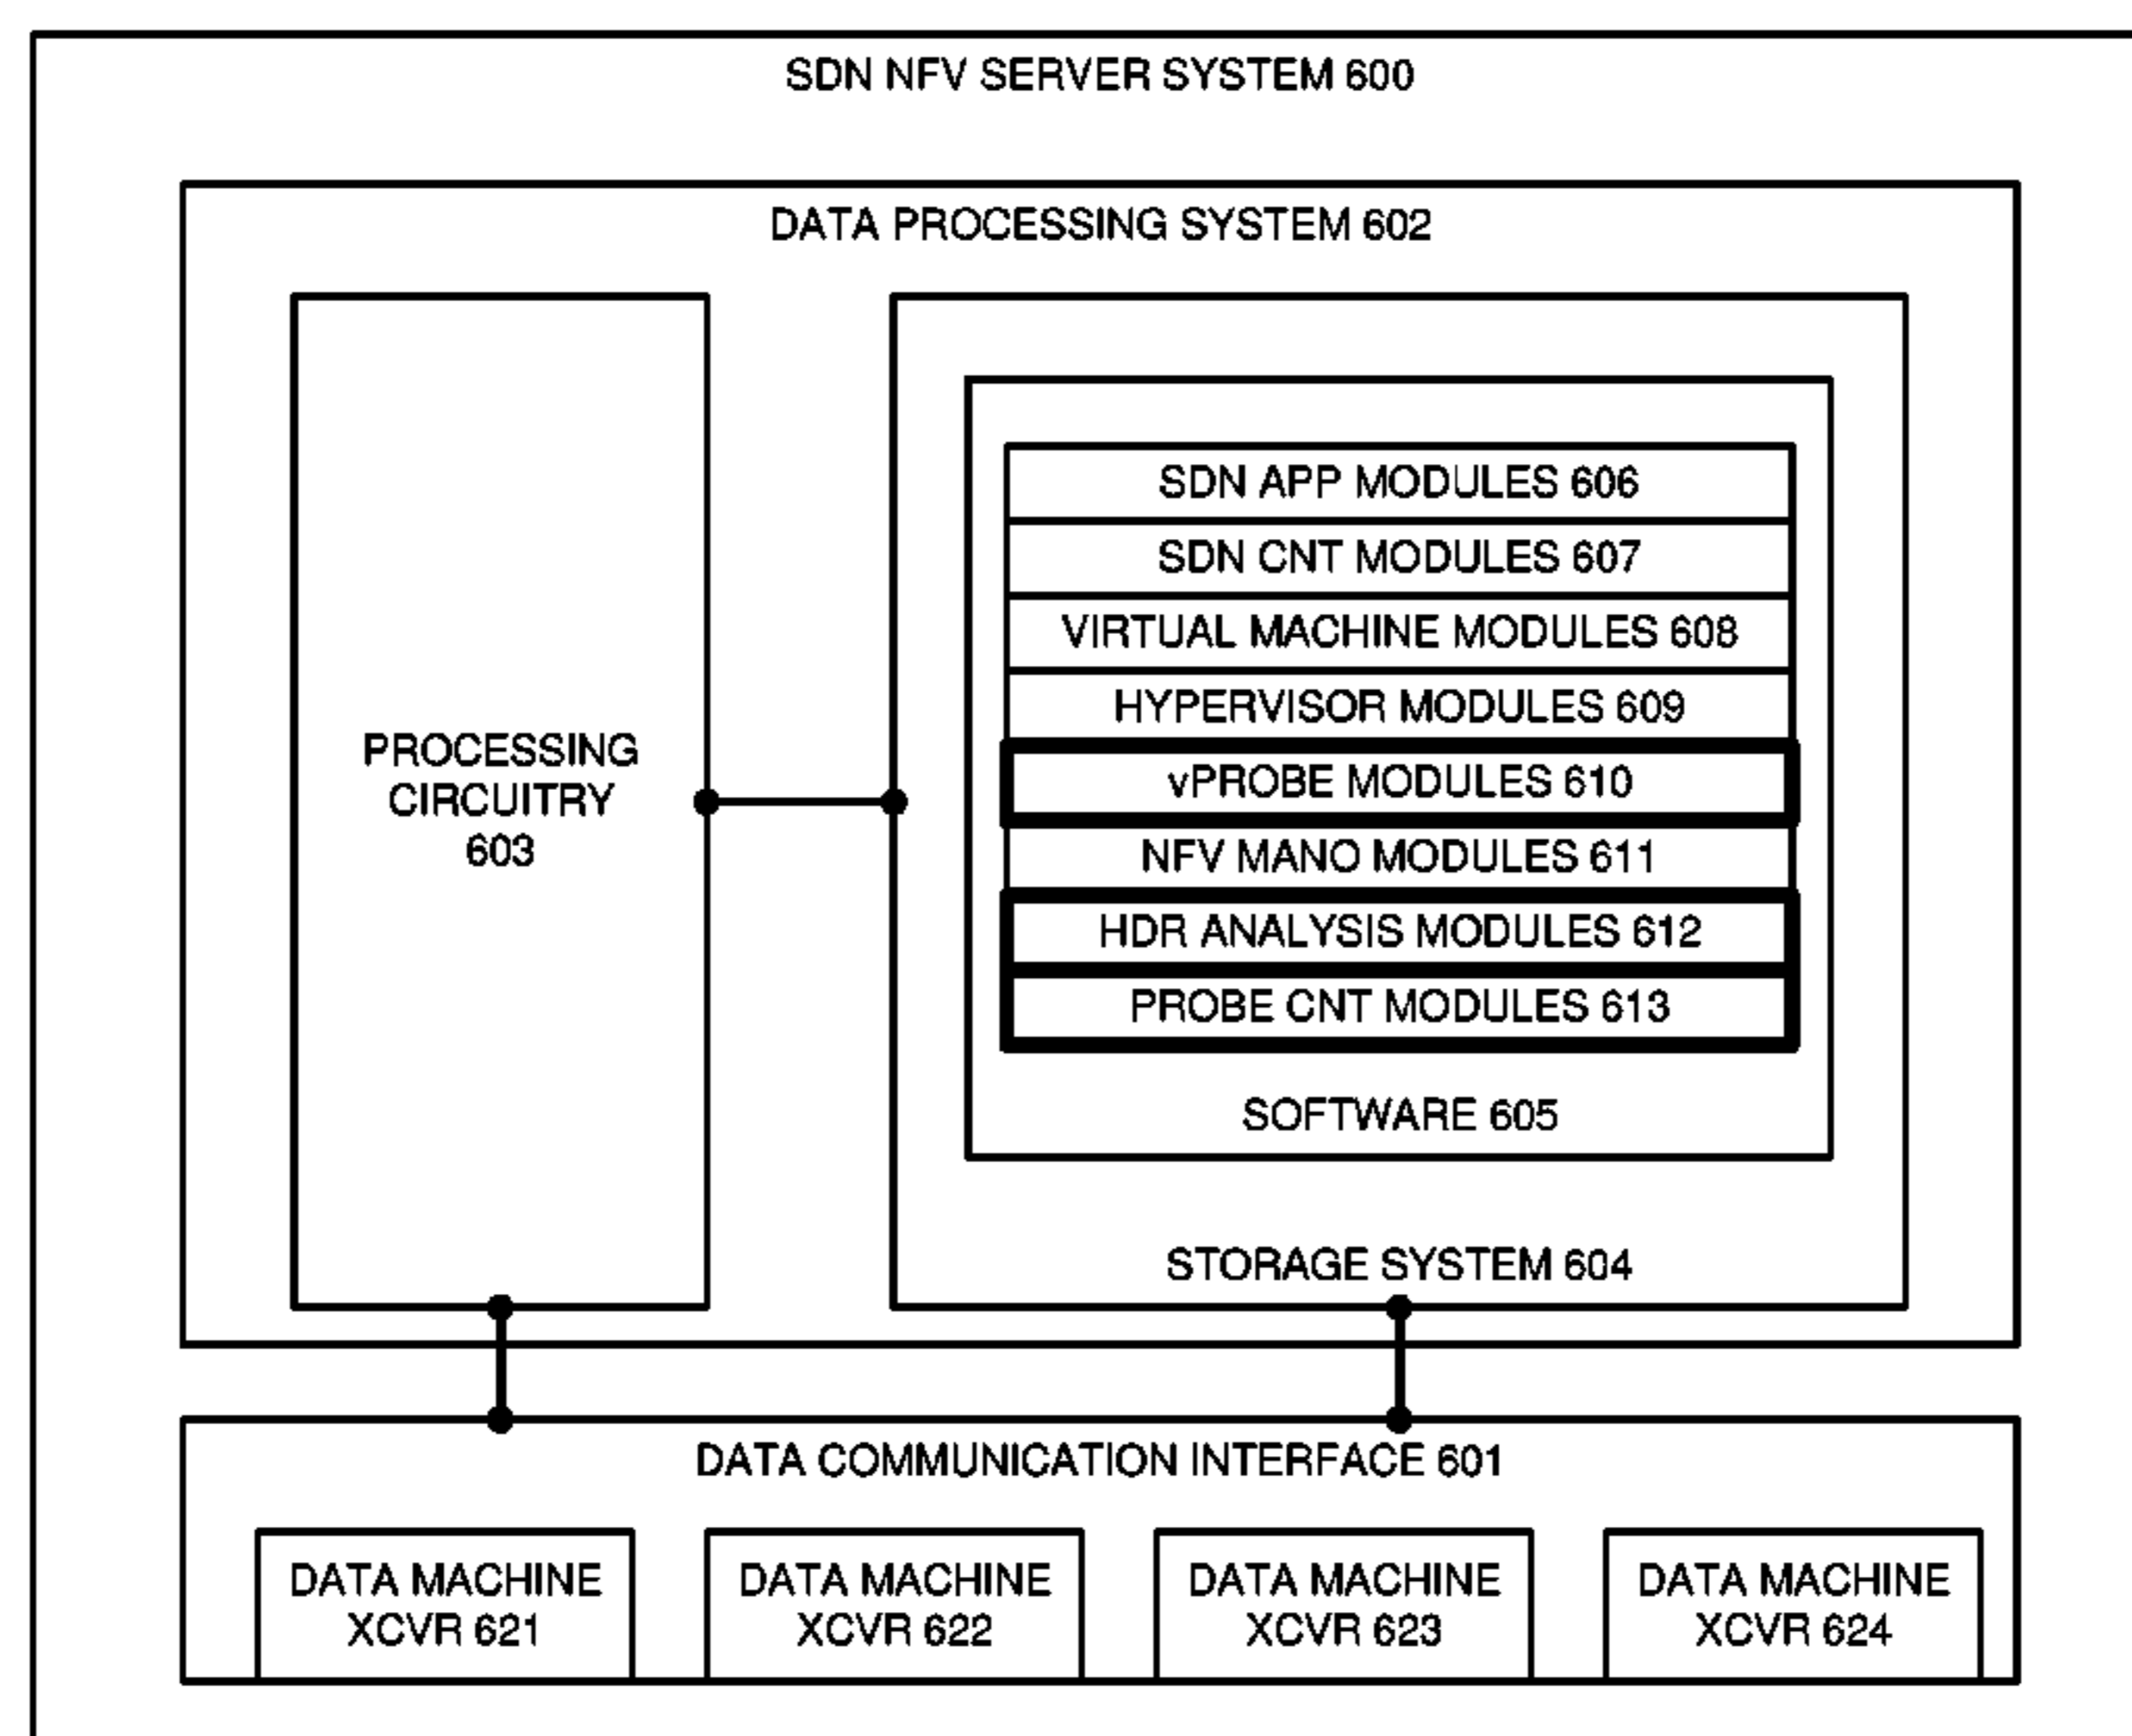 SDN NFV SERVER SYSTEM 600
DATA PROCESSING SYSTEM 602
PROCESSING
CIRCUITRY
603
SDN APP MODULES 606
SDN CNT MODULES 607
VIRTUAL MACHINE MODULES 608
HYPERVISOR MODULES 609
vPROBE MODULES 610
NFV MANO MODULES 611
HDR ANALYSIS MODULES 612
PROBE CNT MODULES 613
SOFTWARE 605
STORAGE SYSTEM 604
DATA COMMUNICATION INTERFACE 601
DATA MACHINE
XCVR 621
DATA MACHINE
XCVR 622
DATA MACHINE
XCVR 623
DATA MACHINE
XCVR 624